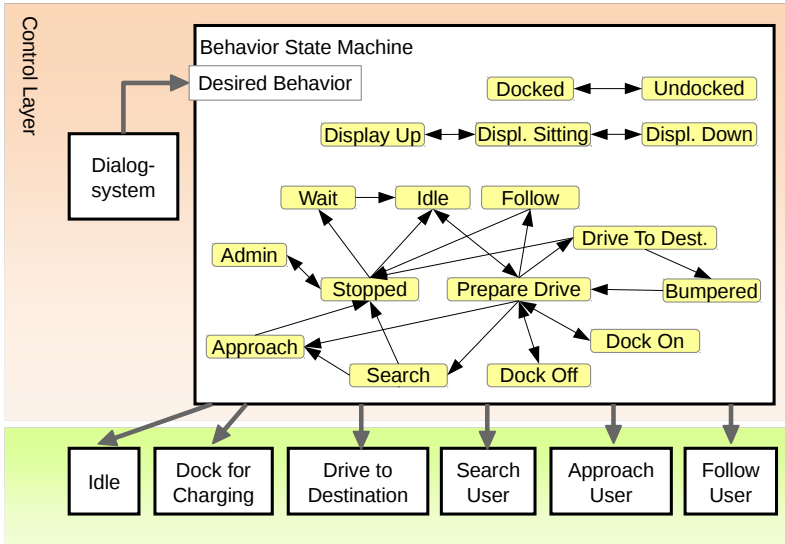 Control Layer
Behavior State Machine
Desired Behavior
Docked
Undocked
Display Up
Displ. Sitting
Displ. Down
Dialog-
system
Wait
Idle
Follow
Drive To Dest.
Admin
Stopped
Prepare Drive
Bumpered
Approach
Search
Dock Off
Dock On
Idle
Dock for
Charging
Drive to
Destination
Search
User
Approach
User
Follow
User